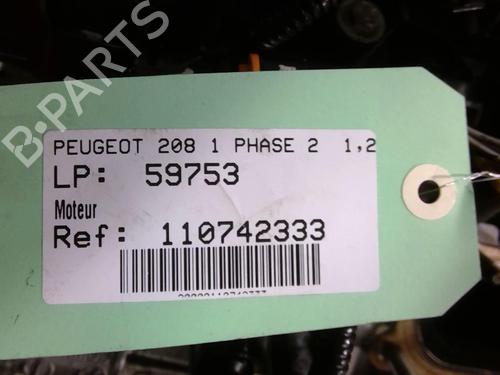 B-PARTS
PEUGEOT 208 1 PHASE 2 1,2
LP: 59753
Moteur
Ref: 110742333